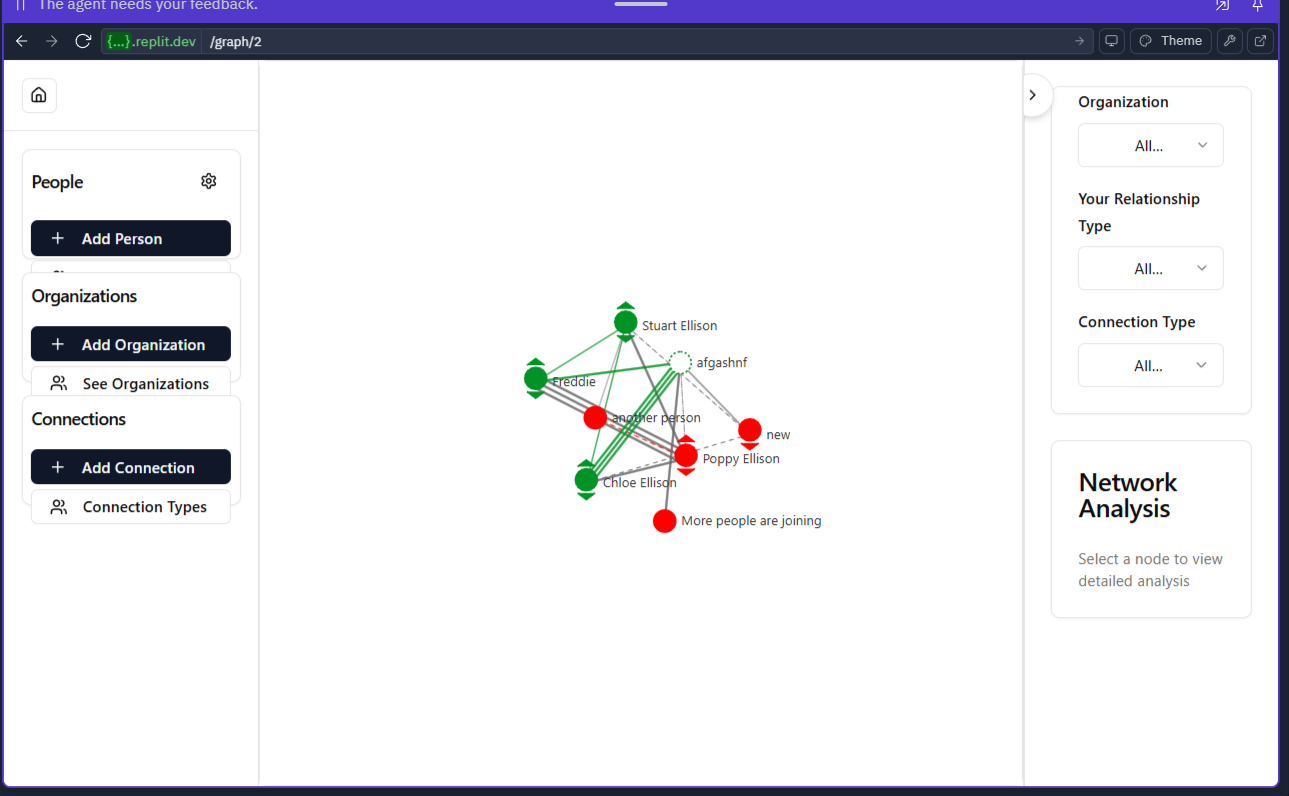 The agent needs your feedback.
{...}.replit.dev /graph/2
Theme
People
Add Person
Organizations
Add Organization
See Organizations
Connections
Add Connection
Connection Types
Stuart Ellison
afgashnf
Freddie
another person
new
Poppy Ellison
Chloe Ellison
More people are joining
Organization
All...
Your Relationship
Type
All...
Connection Type
All...
Network
Analysis
Select a node to view
detailed analysis